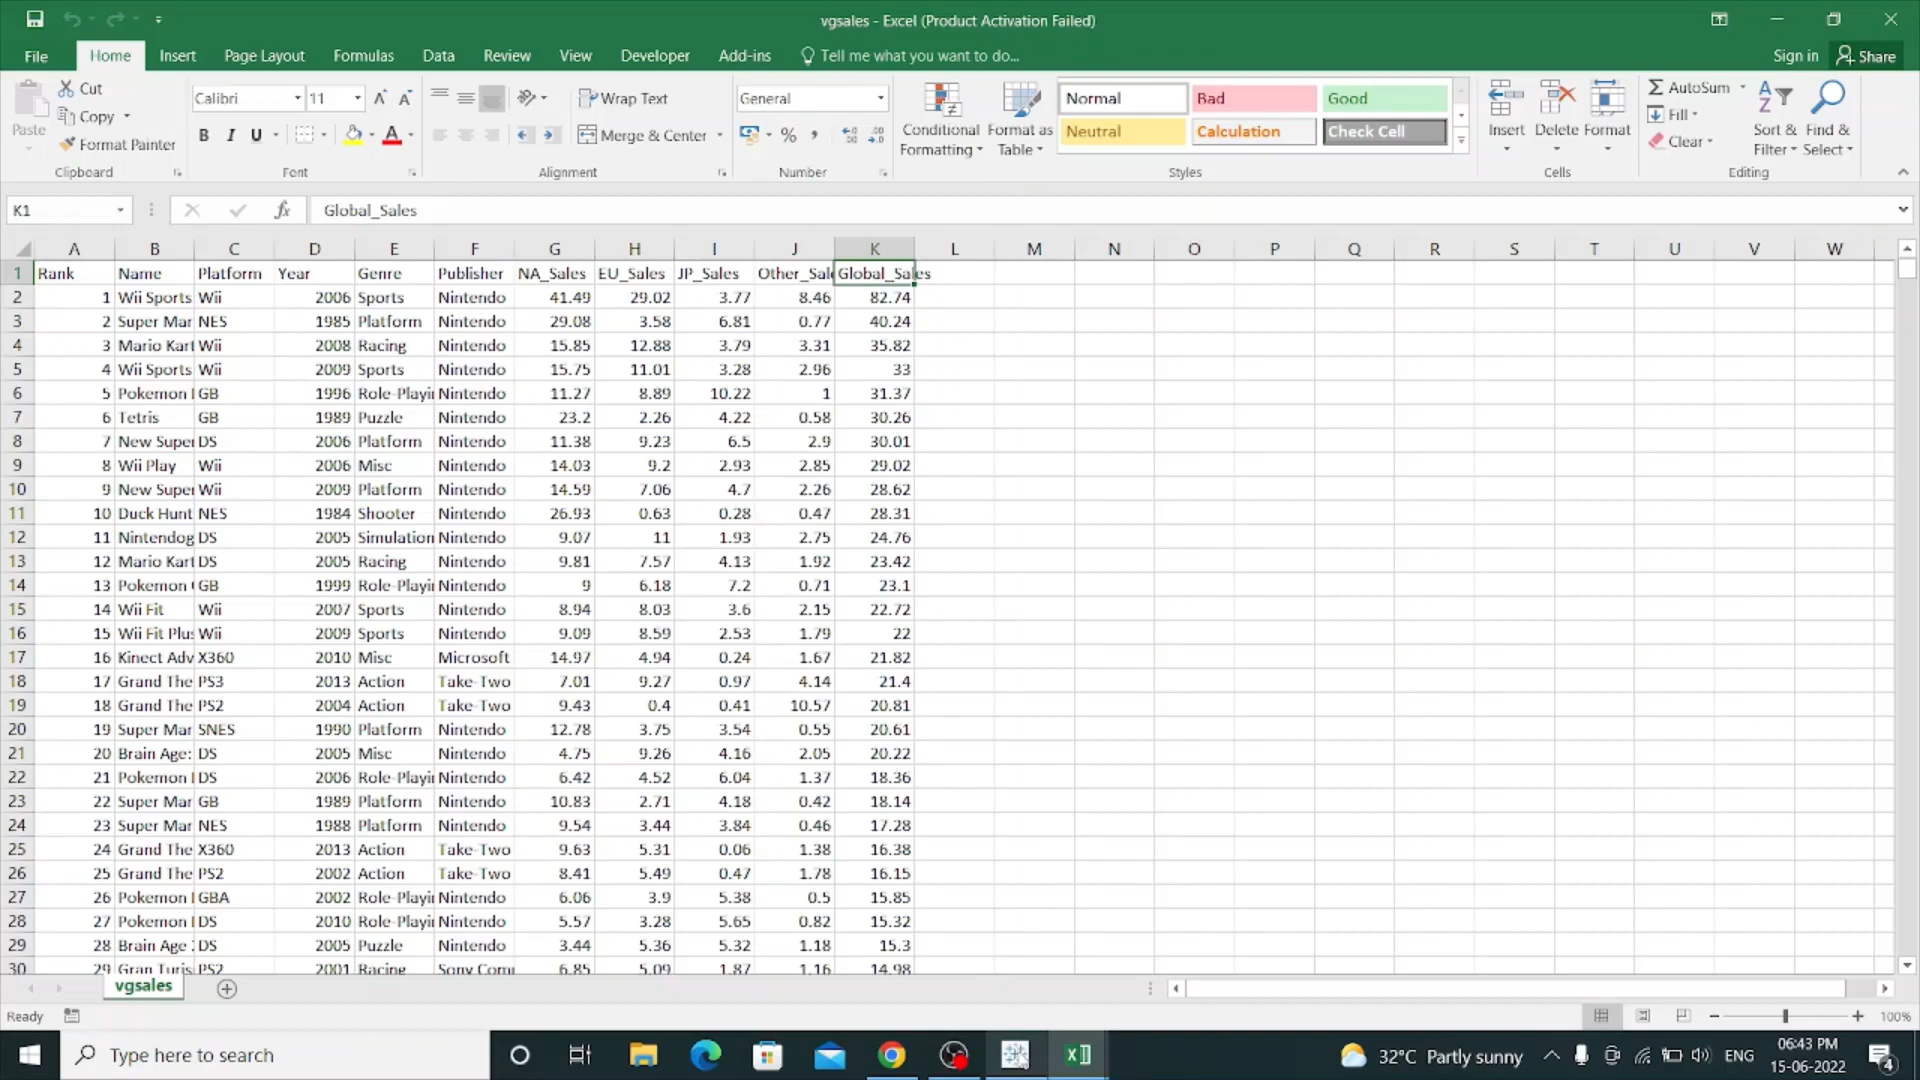 vgsales - Excel (Product Activation Failed)
File Home Insert Page Layout Formulas Data Review View Developer Add-ins Tell me what you want to do... Sign in Share
Paste Cut Copy Format Painter Clipboard
Calibri 11 B I U Font
Wrap Text Merge & Center Alignment
General % Number
Conditional Formatting Format as Table
Normal Bad Good
Neutral Calculation Check Cell
Styles
Insert Delete Format Cells
AutoSum Fill Clear Sort & Filter Find & Select Editing
K1 fx Global_Sales
A B C D E F G H I J K L M N O P Q R S T U V W
1 Rank Name Platform Year Genre Publisher NA_Sales EU_Sales JP_Sales Other_Sal Global_Sales
2 1 Wii Sports Wii 2006 Sports Nintendo 41.49 29.02 3.77 8.46 82.74
3 2 Super Mar NES 1985 Platform Nintendo 29.08 3.58 6.81 0.77 40.24
4 3 Mario Kart Wii 2008 Racing Nintendo 15.85 12.88 3.79 3.31 35.82
5 4 Wii Sports Wii 2009 Sports Nintendo 15.75 11.01 3.28 2.96 33
6 5 Pokemon GB 1996 Role-Playi Nintendo 11.27 8.89 10.22 1 31.37
7 6 Tetris GB 1989 Puzzle Nintendo 23.2 2.26 4.22 0.58 30.26
8 7 New Super DS 2006 Platform Nintendo 11.38 9.23 6.5 2.9 30.01
9 8 Wii Play Wii 2006 Misc Nintendo 14.03 9.2 2.93 2.85 29.02
10 9 New Super Wii 2009 Platform Nintendo 14.59 7.06 4.7 2.26 28.62
11 10 Duck Hunt NES 1984 Shooter Nintendo 26.93 0.63 0.28 0.47 28.31
12 11 Nintendog DS 2005 Simulation Nintendo 9.07 11 1.93 2.75 24.76
13 12 Mario Kart DS 2005 Racing Nintendo 9.81 7.57 4.13 1.92 23.42
14 13 Pokemon GB 1999 Role-Playi Nintendo 9 6.18 7.2 0.71 23.1
15 14 Wii Fit Wii 2007 Sports Nintendo 8.94 8.03 3.6 2.15 22.72
16 15 Wii Fit Plus Wii 2009 Sports Nintendo 9.09 8.59 2.53 1.79 22
17 16 Kinect Adv X360 2010 Misc Microsoft 14.97 4.94 0.24 1.67 21.82
18 17 Grand The PS3 2013 Action Take-Two 7.01 9.27 0.97 4.14 21.4
19 18 Grand The PS2 2004 Action Take-Two 9.43 0.4 0.41 10.57 20.81
20 19 Super Mar SNES 1990 Platform Nintendo 12.78 3.75 3.54 0.55 20.61
21 20 Brain Age: DS 2005 Misc Nintendo 4.75 9.26 4.16 2.05 20.22
22 21 Pokemon DS 2006 Role-Playi Nintendo 6.42 4.52 6.04 1.37 18.36
23 22 Super Mar GB 1989 Platform Nintendo 10.83 2.71 4.18 0.42 18.14
24 23 Super Mar NES 1988 Platform Nintendo 9.54 3.44 3.84 0.46 17.28
25 24 Grand The X360 2013 Action Take-Two 9.63 5.31 0.06 1.38 16.38
26 25 Grand The PS2 2002 Action Take-Two 8.41 5.49 0.47 1.78 16.15
27 26 Pokemon GBA 2002 Role-Playi Nintendo 6.06 3.9 5.38 0.5 15.85
28 27 Pokemon DS 2010 Role-Playi Nintendo 5.57 3.28 5.65 0.82 15.32
29 28 Brain Age DS 2005 Puzzle Nintendo 3.44 5.36 5.32 1.18 15.3
30 29 Gran Turis PS2 2001 Racing Sony Comp 6.85 5.09 1.87 1.16 14.98
vgsales
Ready 100%
Type here to search 32°C Partly sunny ENG 06:43 PM
15-06-2022 4